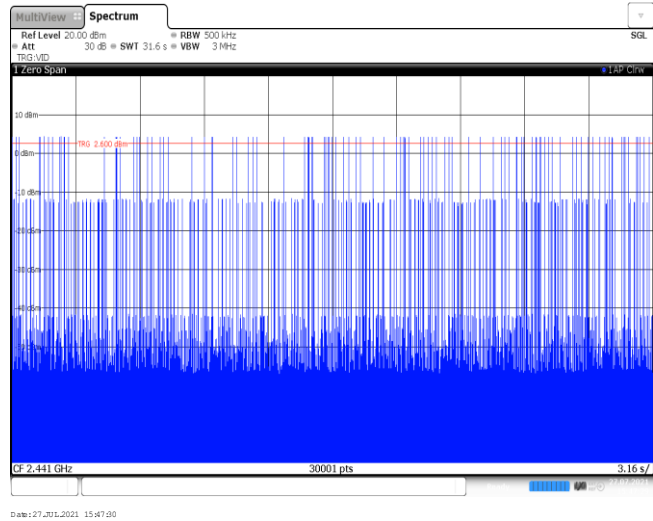 MultiView Spectrum
Ref Level 20.00 dBm RBW 500 kHz SGL
Att 30 dB SWT 31.6 s VBW 3 MHz
TRG:VID
1 Zero Span 1AP Clrw
10 dBm
TRG 2.600 dBm
0 dBm
-10 dBm
-20 dBm
-30 dBm
-40 dBm
CF 2.441 GHz 30001 pts 3.16 s/
27.07.2021
Date: 27.JUL.2021 15:47:30